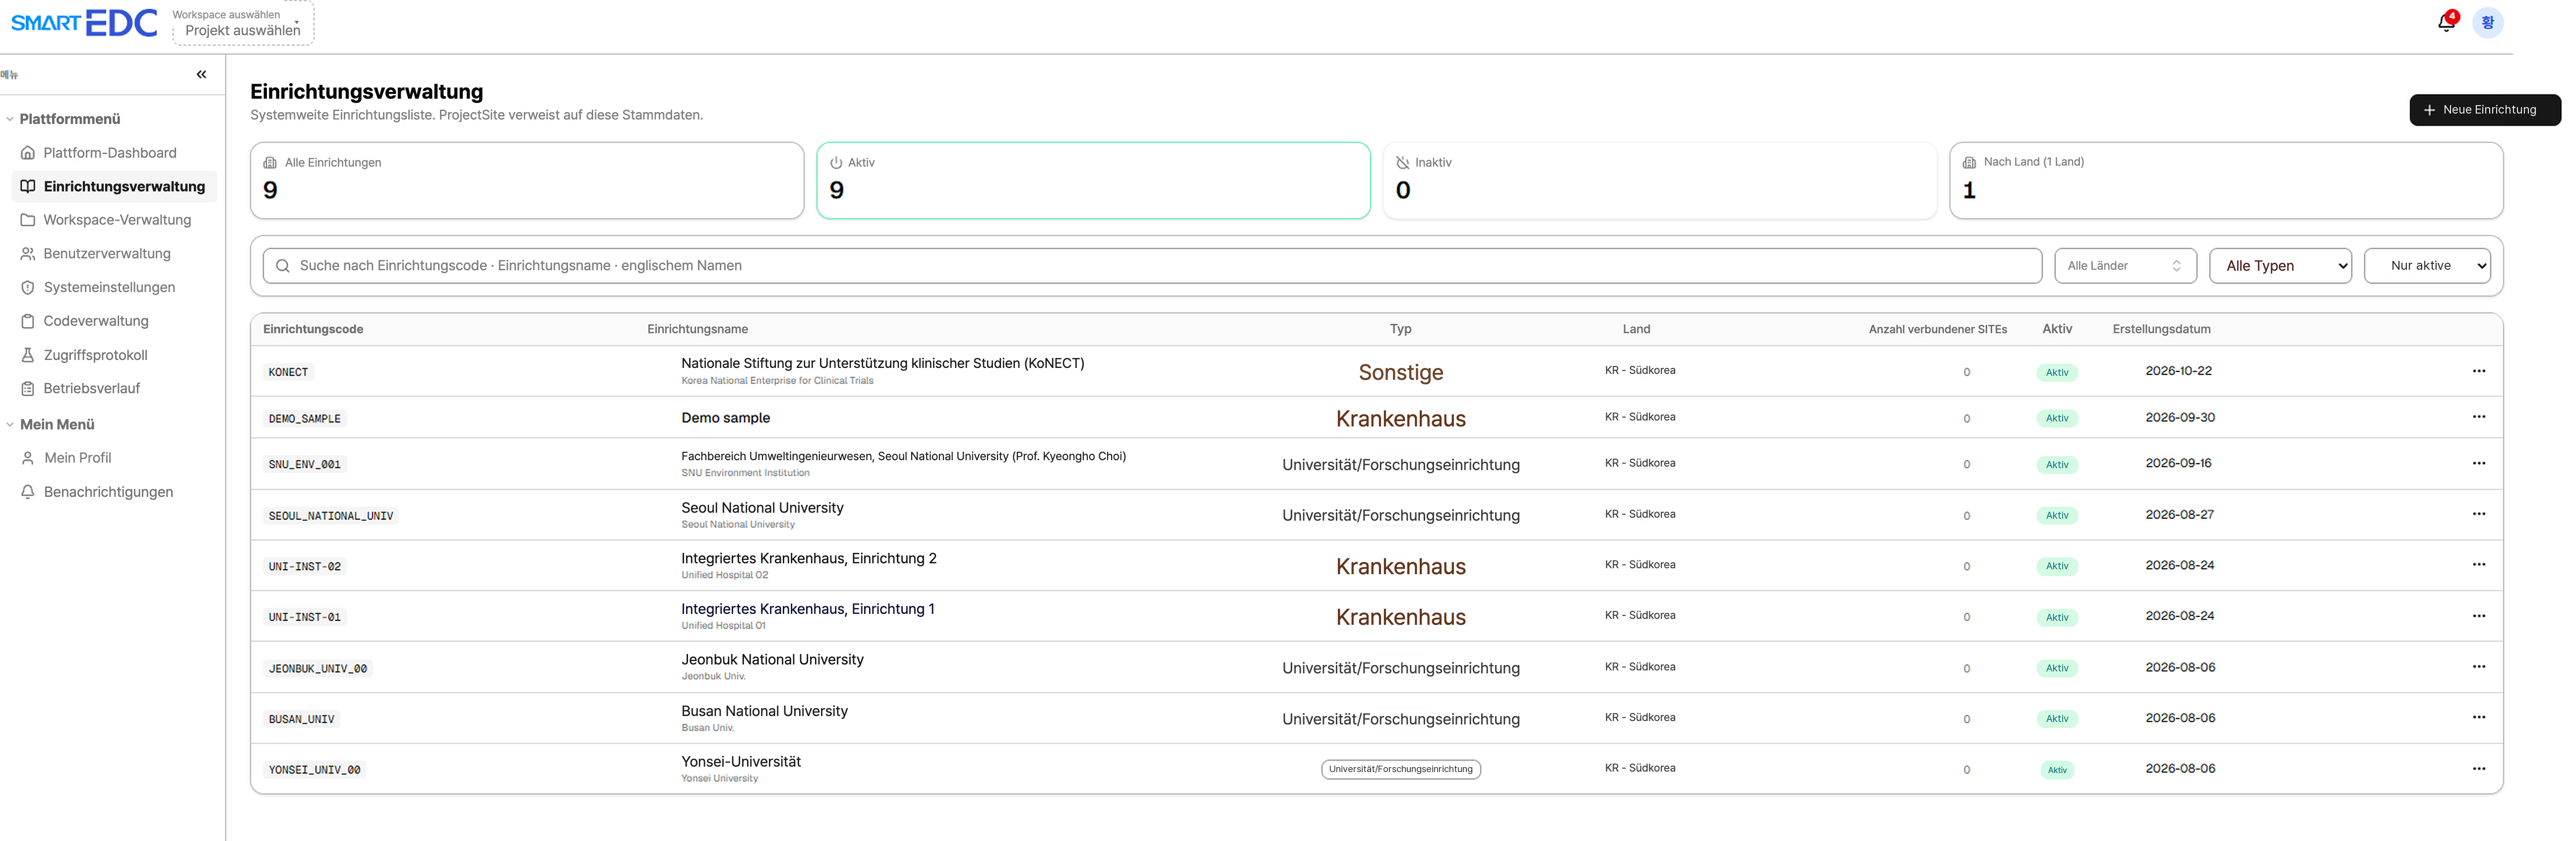 SMART EDC
Workspace auswählen
Projekt auswählen
4
황
메뉴
Plattformmenü
Plattform-Dashboard
Einrichtungsverwaltung
Workspace-Verwaltung
Benutzerverwaltung
Systemeinstellungen
Codeverwaltung
Zugriffsprotokoll
Betriebsverlauf
Mein Menü
Mein Profil
Benachrichtigungen
Einrichtungsverwaltung
Systemweite Einrichtungsliste. ProjectSite verweist auf diese Stammdaten.
Neue Einrichtung
Alle Einrichtungen
9
Aktiv
9
Inaktiv
0
Nach Land (1 Land)
1
Suche nach Einrichtungscode · Einrichtungsname · englischem Namen
Alle Länder
Alle Typen
Nur aktive
Einrichtungscode Einrichtungsname Typ Land Anzahl verbundener SITEs Aktiv Erstellungsdatum
KONECT Nationale Stiftung zur Unterstützung klinischer Studien (KoNECT) Sonstige KR - Südkorea 0 Aktiv 2026-10-22
Korea National Enterprise for Clinical Trials
DEMO_SAMPLE Demo sample Krankenhaus KR - Südkorea 0 Aktiv 2026-09-30
SNU_ENV_001 Fachbereich Umweltingenieurwesen, Seoul National University (Prof. Kyeongho Choi) Universität/Forschungseinrichtung KR - Südkorea 0 Aktiv 2026-09-16
SNU Environment Institution
SEOUL_NATIONAL_UNIV Seoul National University Universität/Forschungseinrichtung KR - Südkorea 0 Aktiv 2026-08-27
Seoul National University
UNI-INST-02 Integriertes Krankenhaus, Einrichtung 2 Krankenhaus KR - Südkorea 0 Aktiv 2026-08-24
Unified Hospital 02
UNI-INST-01 Integriertes Krankenhaus, Einrichtung 1 Krankenhaus KR - Südkorea 0 Aktiv 2026-08-24
Unified Hospital 01
JEONBUK_UNIV_00 Jeonbuk National University Universität/Forschungseinrichtung KR - Südkorea 0 Aktiv 2026-08-06
Jeonbuk Univ.
BUSAN_UNIV Busan National University Universität/Forschungseinrichtung KR - Südkorea 0 Aktiv 2026-08-06
Busan Univ.
YONSEI_UNIV_00 Yonsei-Universität Universität/Forschungseinrichtung KR - Südkorea 0 Aktiv 2026-08-06
Yonsei University